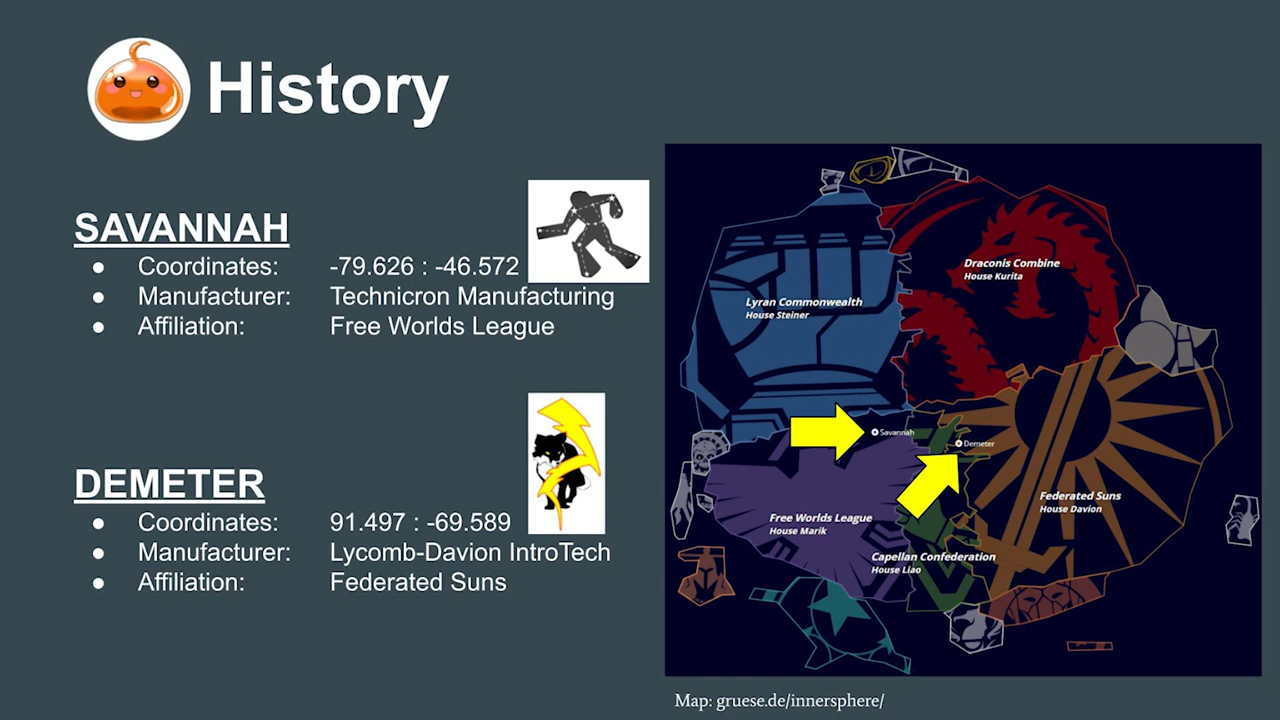 History
SAVANNAH
● Coordinates: -79.626 : -46.572
● Manufacturer: Technicron Manufacturing
● Affiliation: Free Worlds League
DEMETER
● Coordinates: 91.497 : -69.589
● Manufacturer: Lycomb-Davion IntroTech
● Affiliation: Federated Suns
Draconis Combine
House Kurita
Lyran Commonwealth
House Steiner
Savannah
Demeter
Federated Suns
House Davion
Free Worlds League
House Marik
Capellan Confederation
House Liao
Map: gruese.de/innersphere/